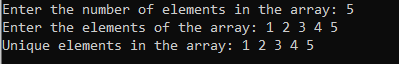 Enter the number of elements in the array: 5
Enter the elements of the array: 1 2 3 4 5
Unique elements in the array: 1 2 3 4 5